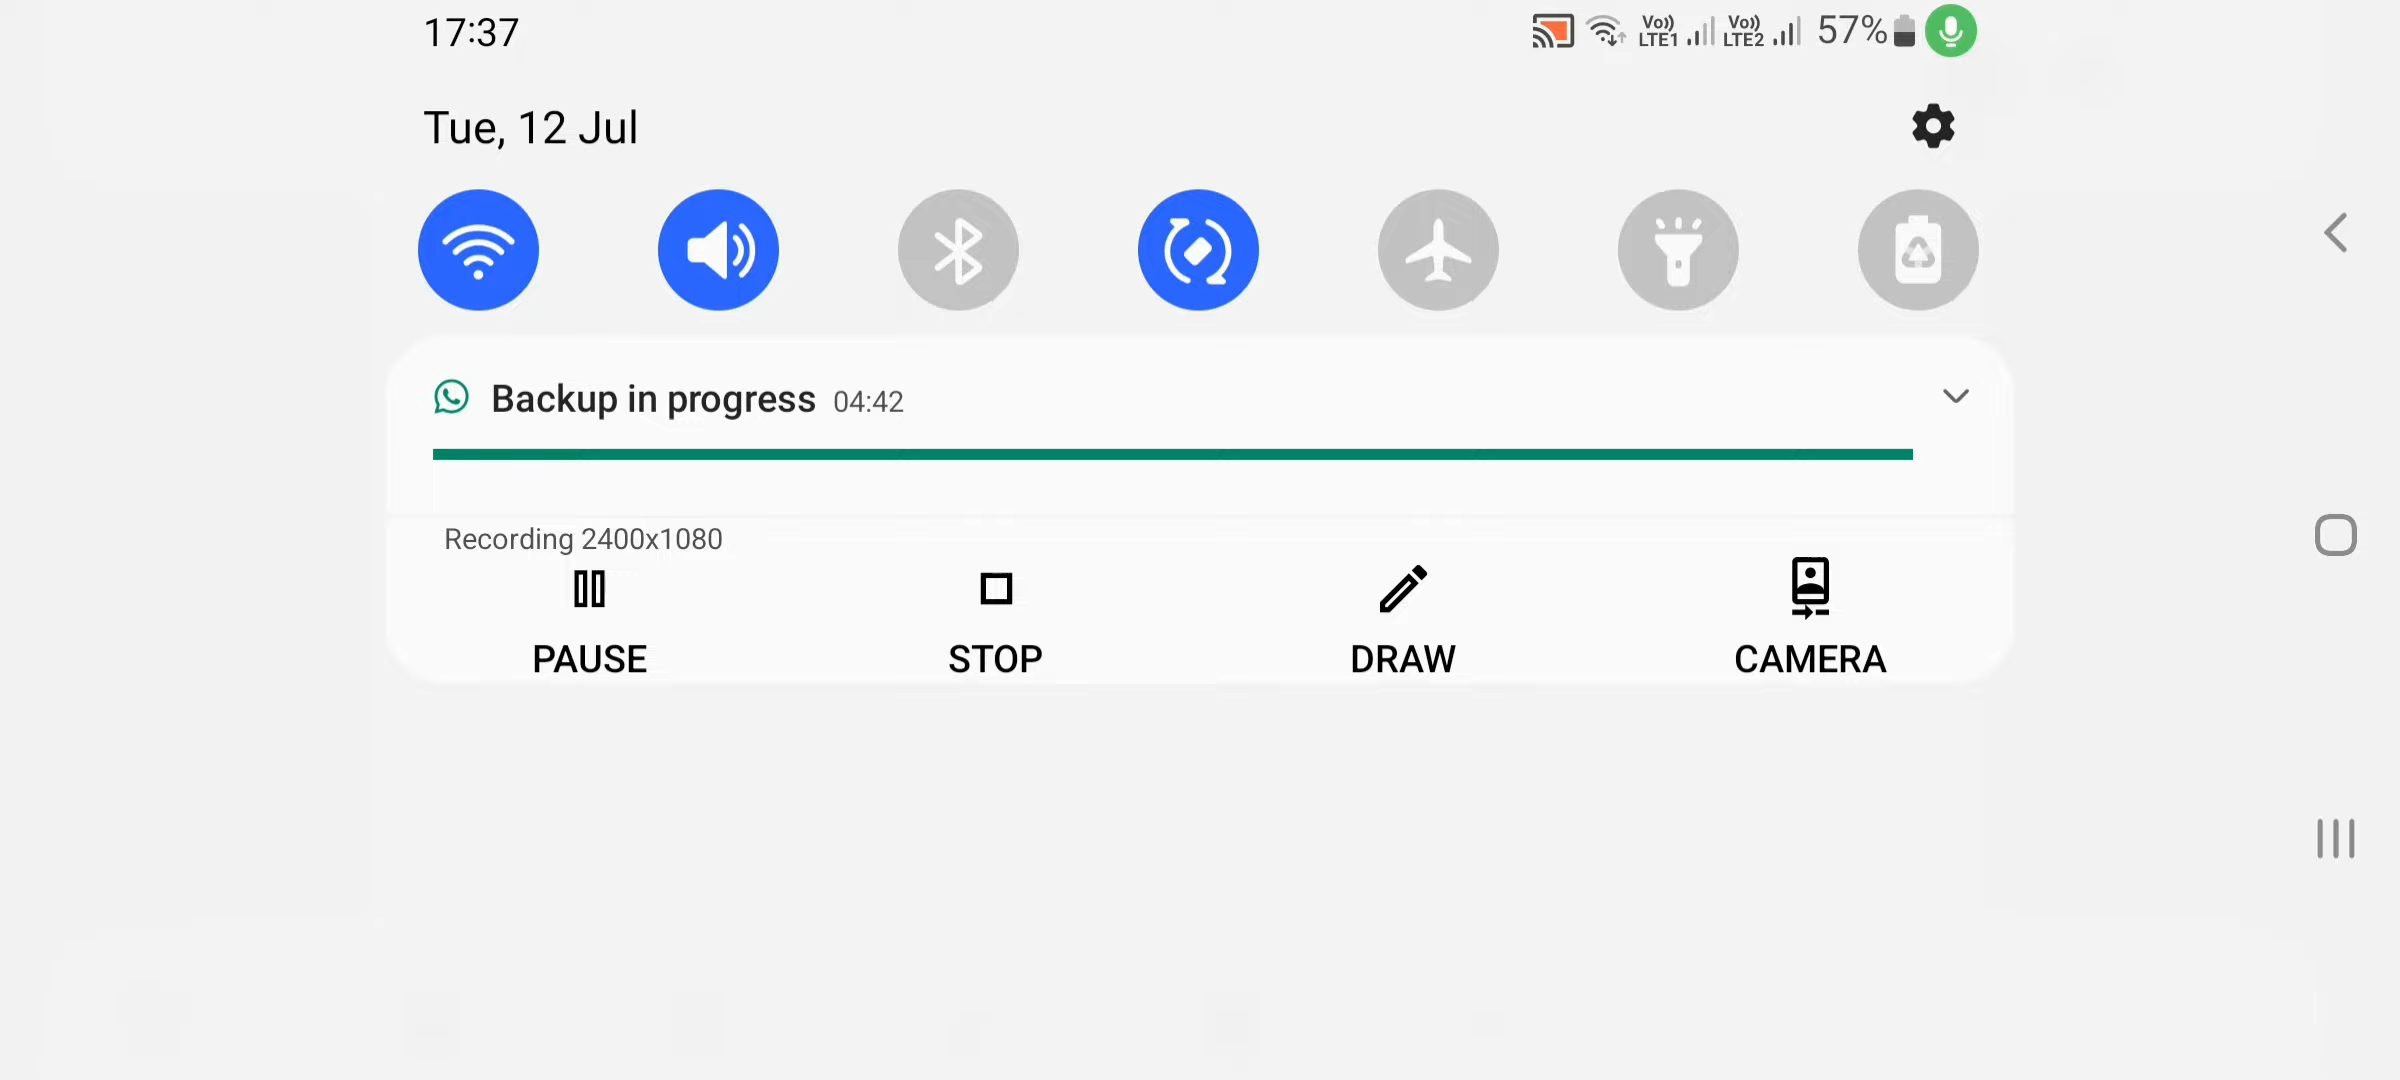 17:37
Vo)) LTE1 Vo)) LTE2 57%
Tue, 12 Jul
Backup in progress 04:42
Recording 2400x1080
PAUSE STOP DRAW CAMERA